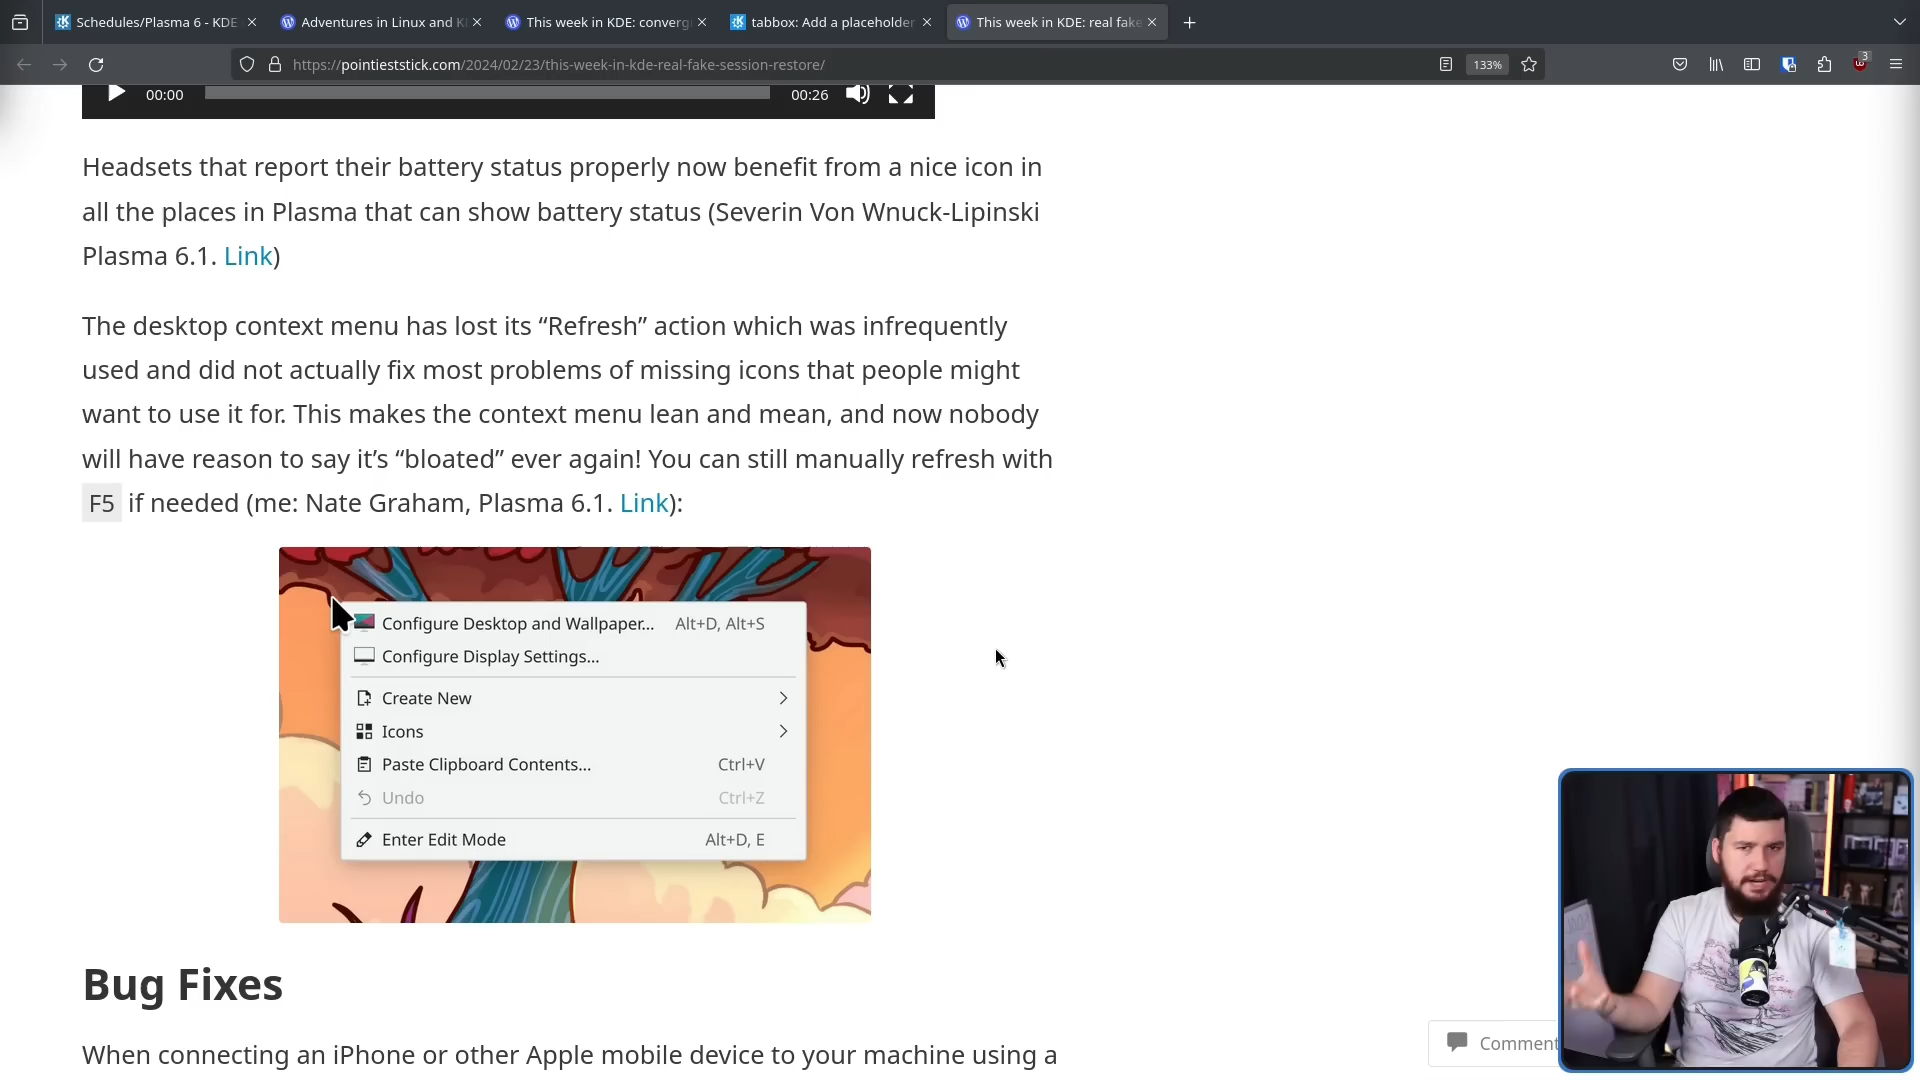 Schedules/Plasma 6 - KDE
Adventures in Linux and K
This week in KDE: converg
tabbox: Add a placeholder
This week in KDE: real fake
https://pointieststick.com/2024/02/23/this-week-in-kde-real-fake-session-restore/
133%
3
00:00
00:26
Headsets that report their battery status properly now benefit from a nice icon in
all the places in Plasma that can show battery status (Severin Von Wnuck-Lipinski
Plasma 6.1. Link)
The desktop context menu has lost its “Refresh” action which was infrequently
used and did not actually fix most problems of missing icons that people might
want to use it for. This makes the context menu lean and mean, and now nobody
will have reason to say it’s “bloated” ever again! You can still manually refresh with
F5 if needed (me: Nate Graham, Plasma 6.1. Link):
Configure Desktop and Wallpaper... Alt+D, Alt+S
Configure Display Settings...
Create New
Icons
Paste Clipboard Contents... Ctrl+V
Undo Ctrl+Z
Enter Edit Mode Alt+D, E
Bug Fixes
When connecting an iPhone or other Apple mobile device to your machine using a
Comment